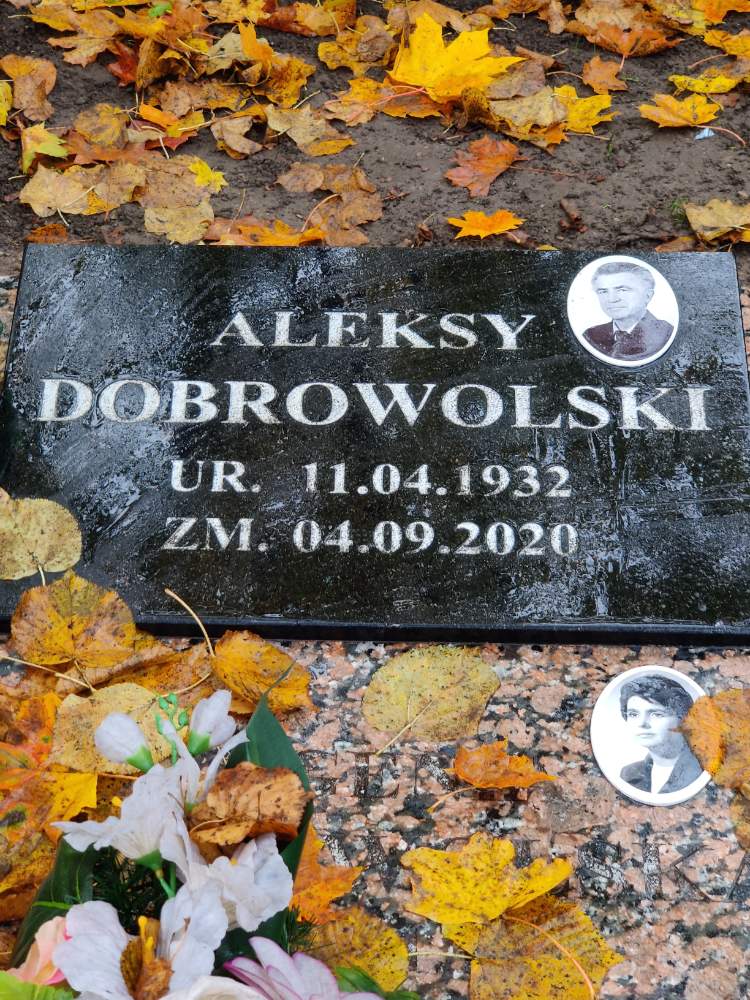 ALEKSY
DOBROWOLSKI
UR. 11.04.1932
ZM. 04.09.2020